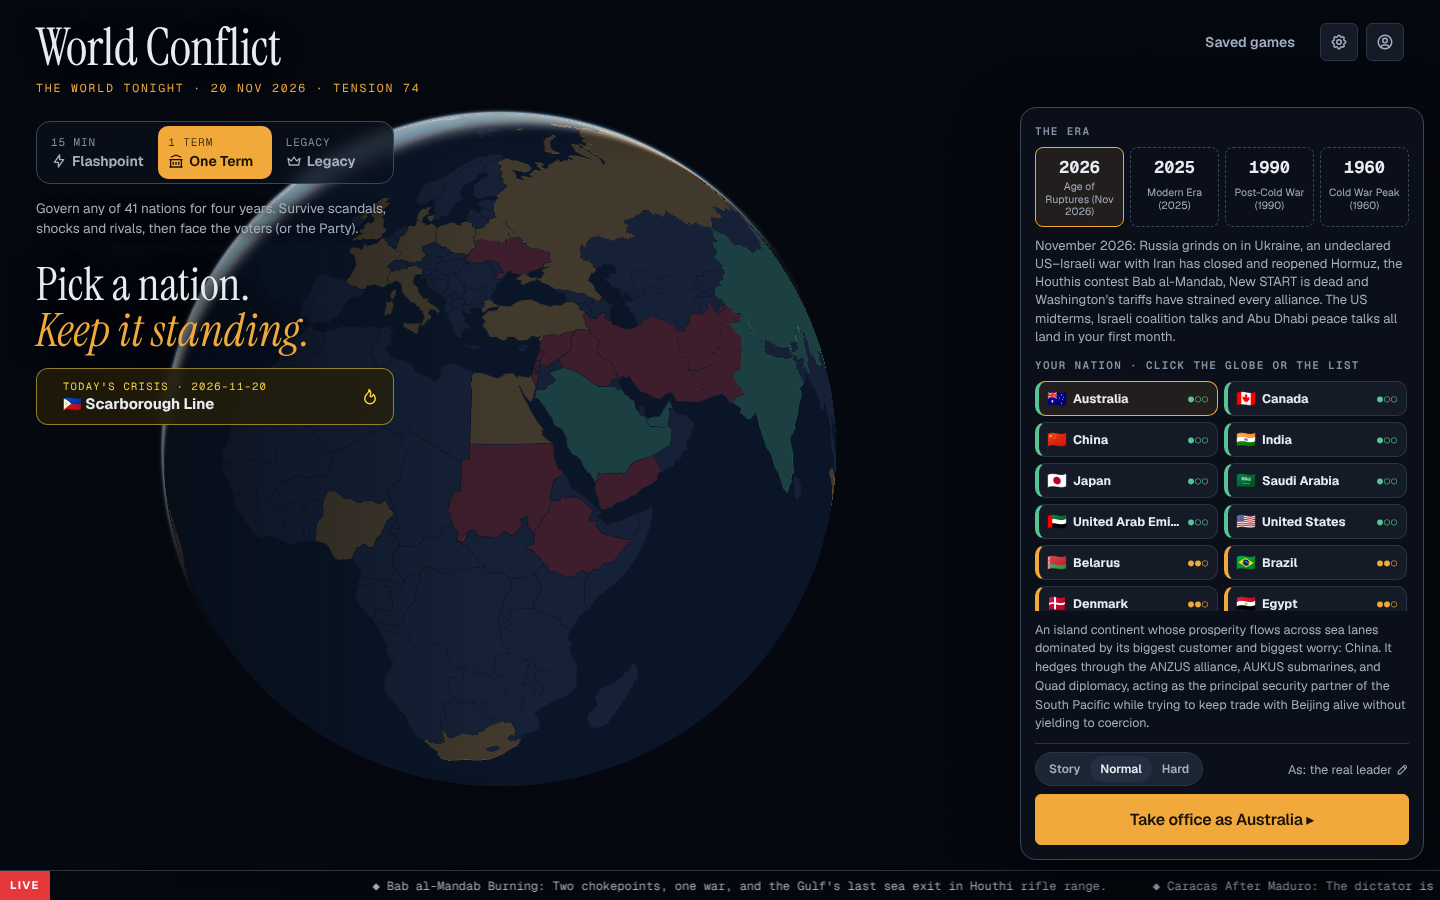 World Conflict
THE WORLD TONIGHT · 20 NOV 2026 · TENSION 74
Saved games
15 MIN
Flashpoint
1 TERM
One Term
LEGACY
Legacy
Govern any of 41 nations for four years. Survive scandals,
shocks and rivals, then face the voters (or the Party).
Pick a nation.
Keep it standing.
TODAY'S CRISIS · 2026-11-20
🇵🇭 Scarborough Line
THE ERA
2026
Age of
Ruptures (Nov
2026)
2025
Modern Era
(2025)
1990
Post-Cold War
(1990)
1960
Cold War Peak
(1960)
November 2026: Russia grinds on in Ukraine, an undeclared
US–Israeli war with Iran has closed and reopened Hormuz, the
Houthis contest Bab al-Mandab, New START is dead and
Washington's tariffs have strained every alliance. The US
midterms, Israeli coalition talks and Abu Dhabi peace talks all
land in your first month.
YOUR NATION · CLICK THE GLOBE OR THE LIST
Australia
Canada
China
India
Japan
Saudi Arabia
United Arab Emi...
United States
Belarus
Brazil
Denmark
Egypt
An island continent whose prosperity flows across sea lanes
dominated by its biggest customer and biggest worry: China. It
hedges through the ANZUS alliance, AUKUS submarines, and
Quad diplomacy, acting as the principal security partner of the
South Pacific while trying to keep trade with Beijing alive without
yielding to coercion.
Story Normal Hard
As: the real leader
Take office as Australia ▸
LIVE
◆ Bab al-Mandab Burning: Two chokepoints, one war, and the Gulf's last sea exit in Houthi rifle range. ◆ Caracas After Maduro: The dictator is